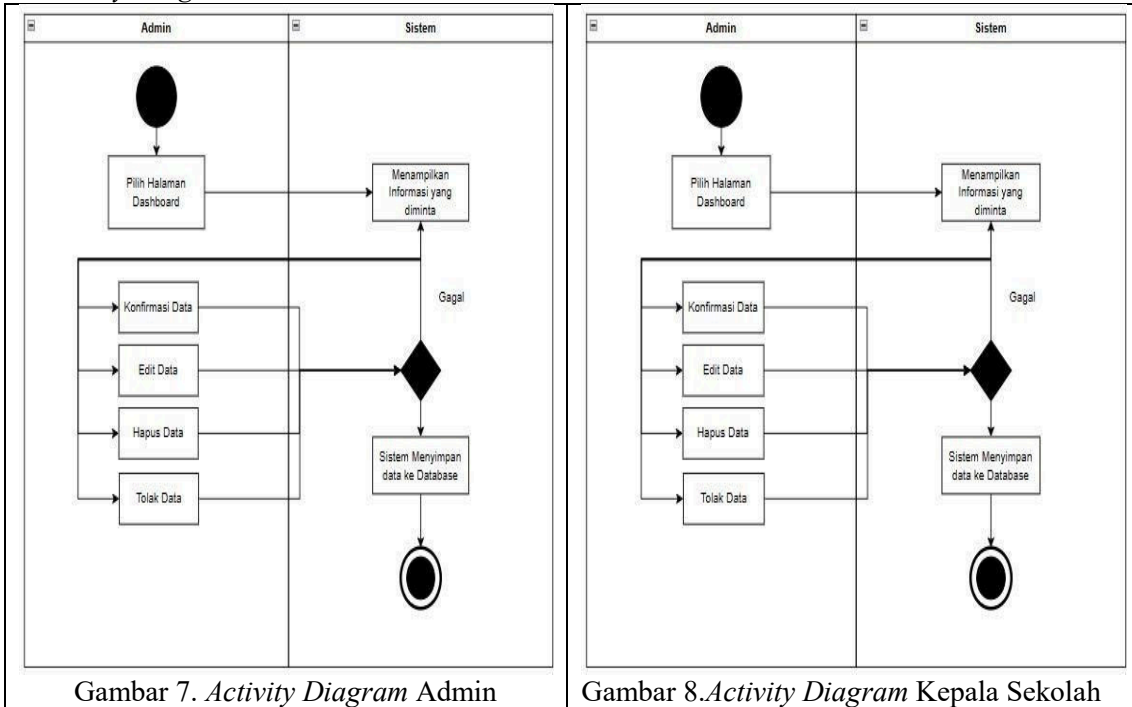 Admin
Sistem
Pilih Halaman
Dashboard
Menampilkan
Informasi yang
diminta
Gagal
Konfirmasi Data
Edit Data
Hapus Data
Tolak Data
Sistem Menyimpan
data ke Database
Gambar 7. Activity Diagram Admin
Admin
Sistem
Pilih Halaman
Dashboard
Menampilkan
Informasi yang
diminta
Gagal
Konfirmasi Data
Edit Data
Hapus Data
Tolak Data
Sistem Menyimpan
data ke Database
Gambar 8.Activity Diagram Kepala Sekolah